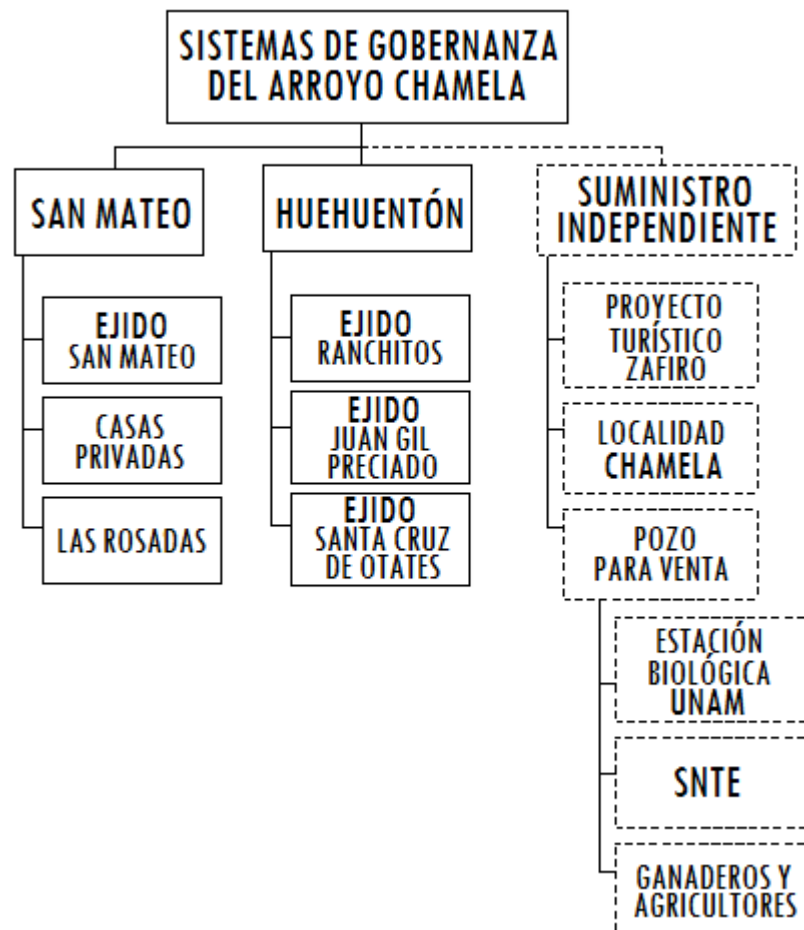 SISTEMAS DE GOBERNANZA
DEL ARROYO CHAMELA
SAN MATEO
EJIDO
SAN MATEO
CASAS
PRIVADAS
LAS ROSADAS
HUEHUENTÓN
EJIDO
RANCHITOS
EJIDO
JUAN GIL
PRECIADO
EJIDO
SANTA CRUZ
DE OTATES
SUMINISTRO
INDEPENDIENTE
PROYECTO
TURÍSTICO
ZAFIRO
LOCALIDAD
CHAMELA
POZO
PARA VENTA
ESTACIÓN
BIOLÓGICA
UNAM
SNTE
GANADEROS Y
AGRICULTORES